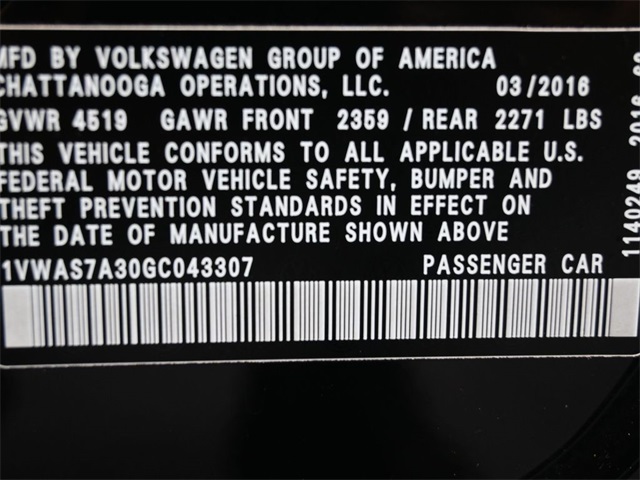 MFD BY VOLKSWAGEN GROUP OF AMERICA
CHATTANOOGA OPERATIONS, LLC. 03/2016
GVWR 4519 GAWR FRONT 2359 / REAR 2271 LBS
THIS VEHICLE CONFORMS TO ALL APPLICABLE U.S.
FEDERAL MOTOR VEHICLE SAFETY, BUMPER AND
THEFT PREVENTION STANDARDS IN EFFECT ON
THE DATE OF MANUFACTURE SHOWN ABOVE
1VWAS7A30GC043307 PASSENGER CAR
1140249